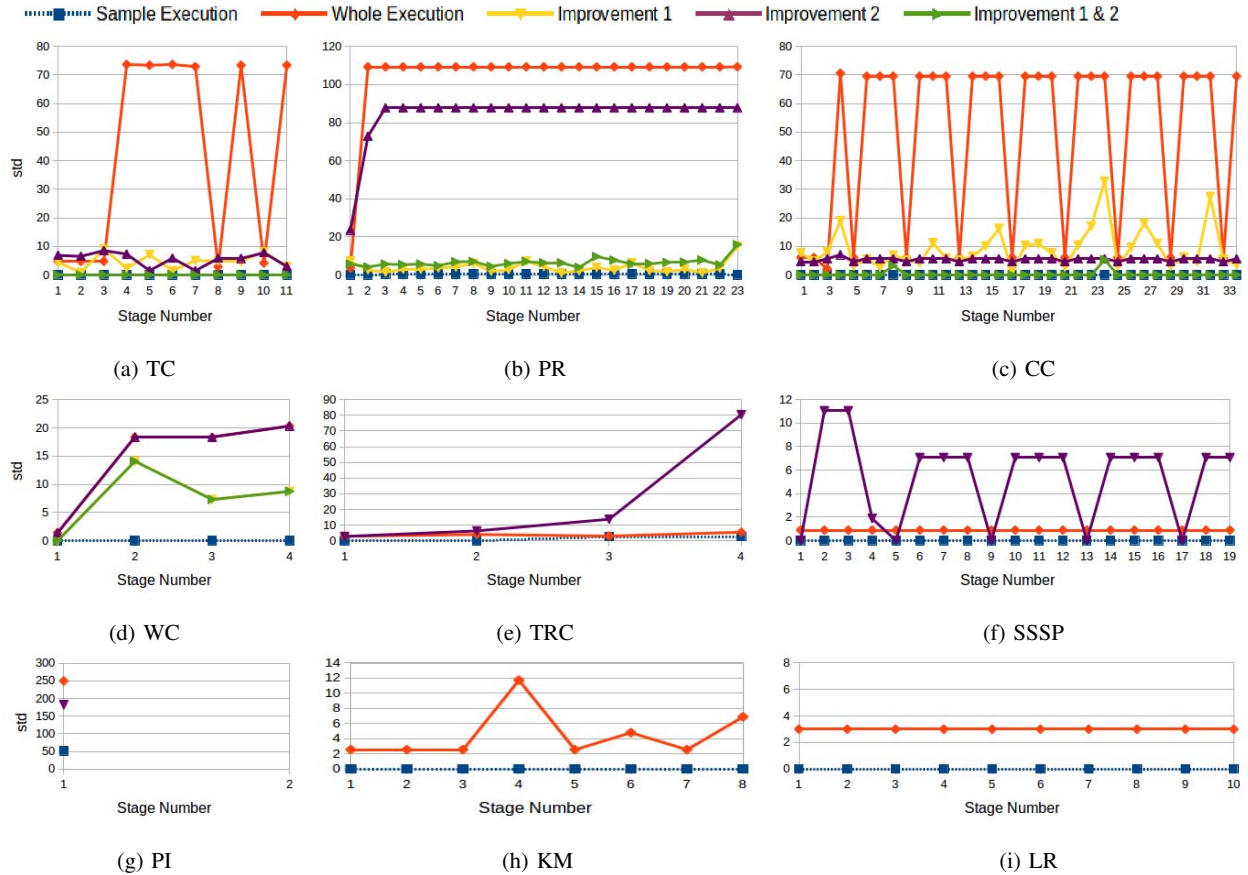 Sample Execution Whole Execution Improvement 1 Improvement 2 Improvement 1 & 2
80
70
60
50
40
30
20
10
0
std
1 2 3 4 5 6 7 8 9 10 11
Stage Number
(a) TC
120
100
80
60
40
20
0
1 2 3 4 5 6 7 8 9 10 11 12 13 14 15 16 17 18 19 20 21 22 23
Stage Number
(b) PR
80
70
60
50
40
30
20
10
0
1 3 5 7 9 11 13 15 17 19 21 23 25 27 29 31 33
Stage Number
(c) CC
25
20
15
10
5
0
std
1 2 3 4
Stage Number
(d) WC
90
80
70
60
50
40
30
20
10
0
1 2 3 4
Stage Number
(e) TRC
12
10
8
6
4
2
0
1 2 3 4 5 6 7 8 9 10 11 12 13 14 15 16 17 18 19
Stage Number
(f) SSSP
300
250
200
150
100
50
0
std
1 2
Stage Number
(g) PI
14
12
10
8
6
4
2
0
1 2 3 4 5 6 7 8
Stage Number
(h) KM
8
6
4
2
0
1 2 3 4 5 6 7 8 9 10
Stage Number
(i) LR